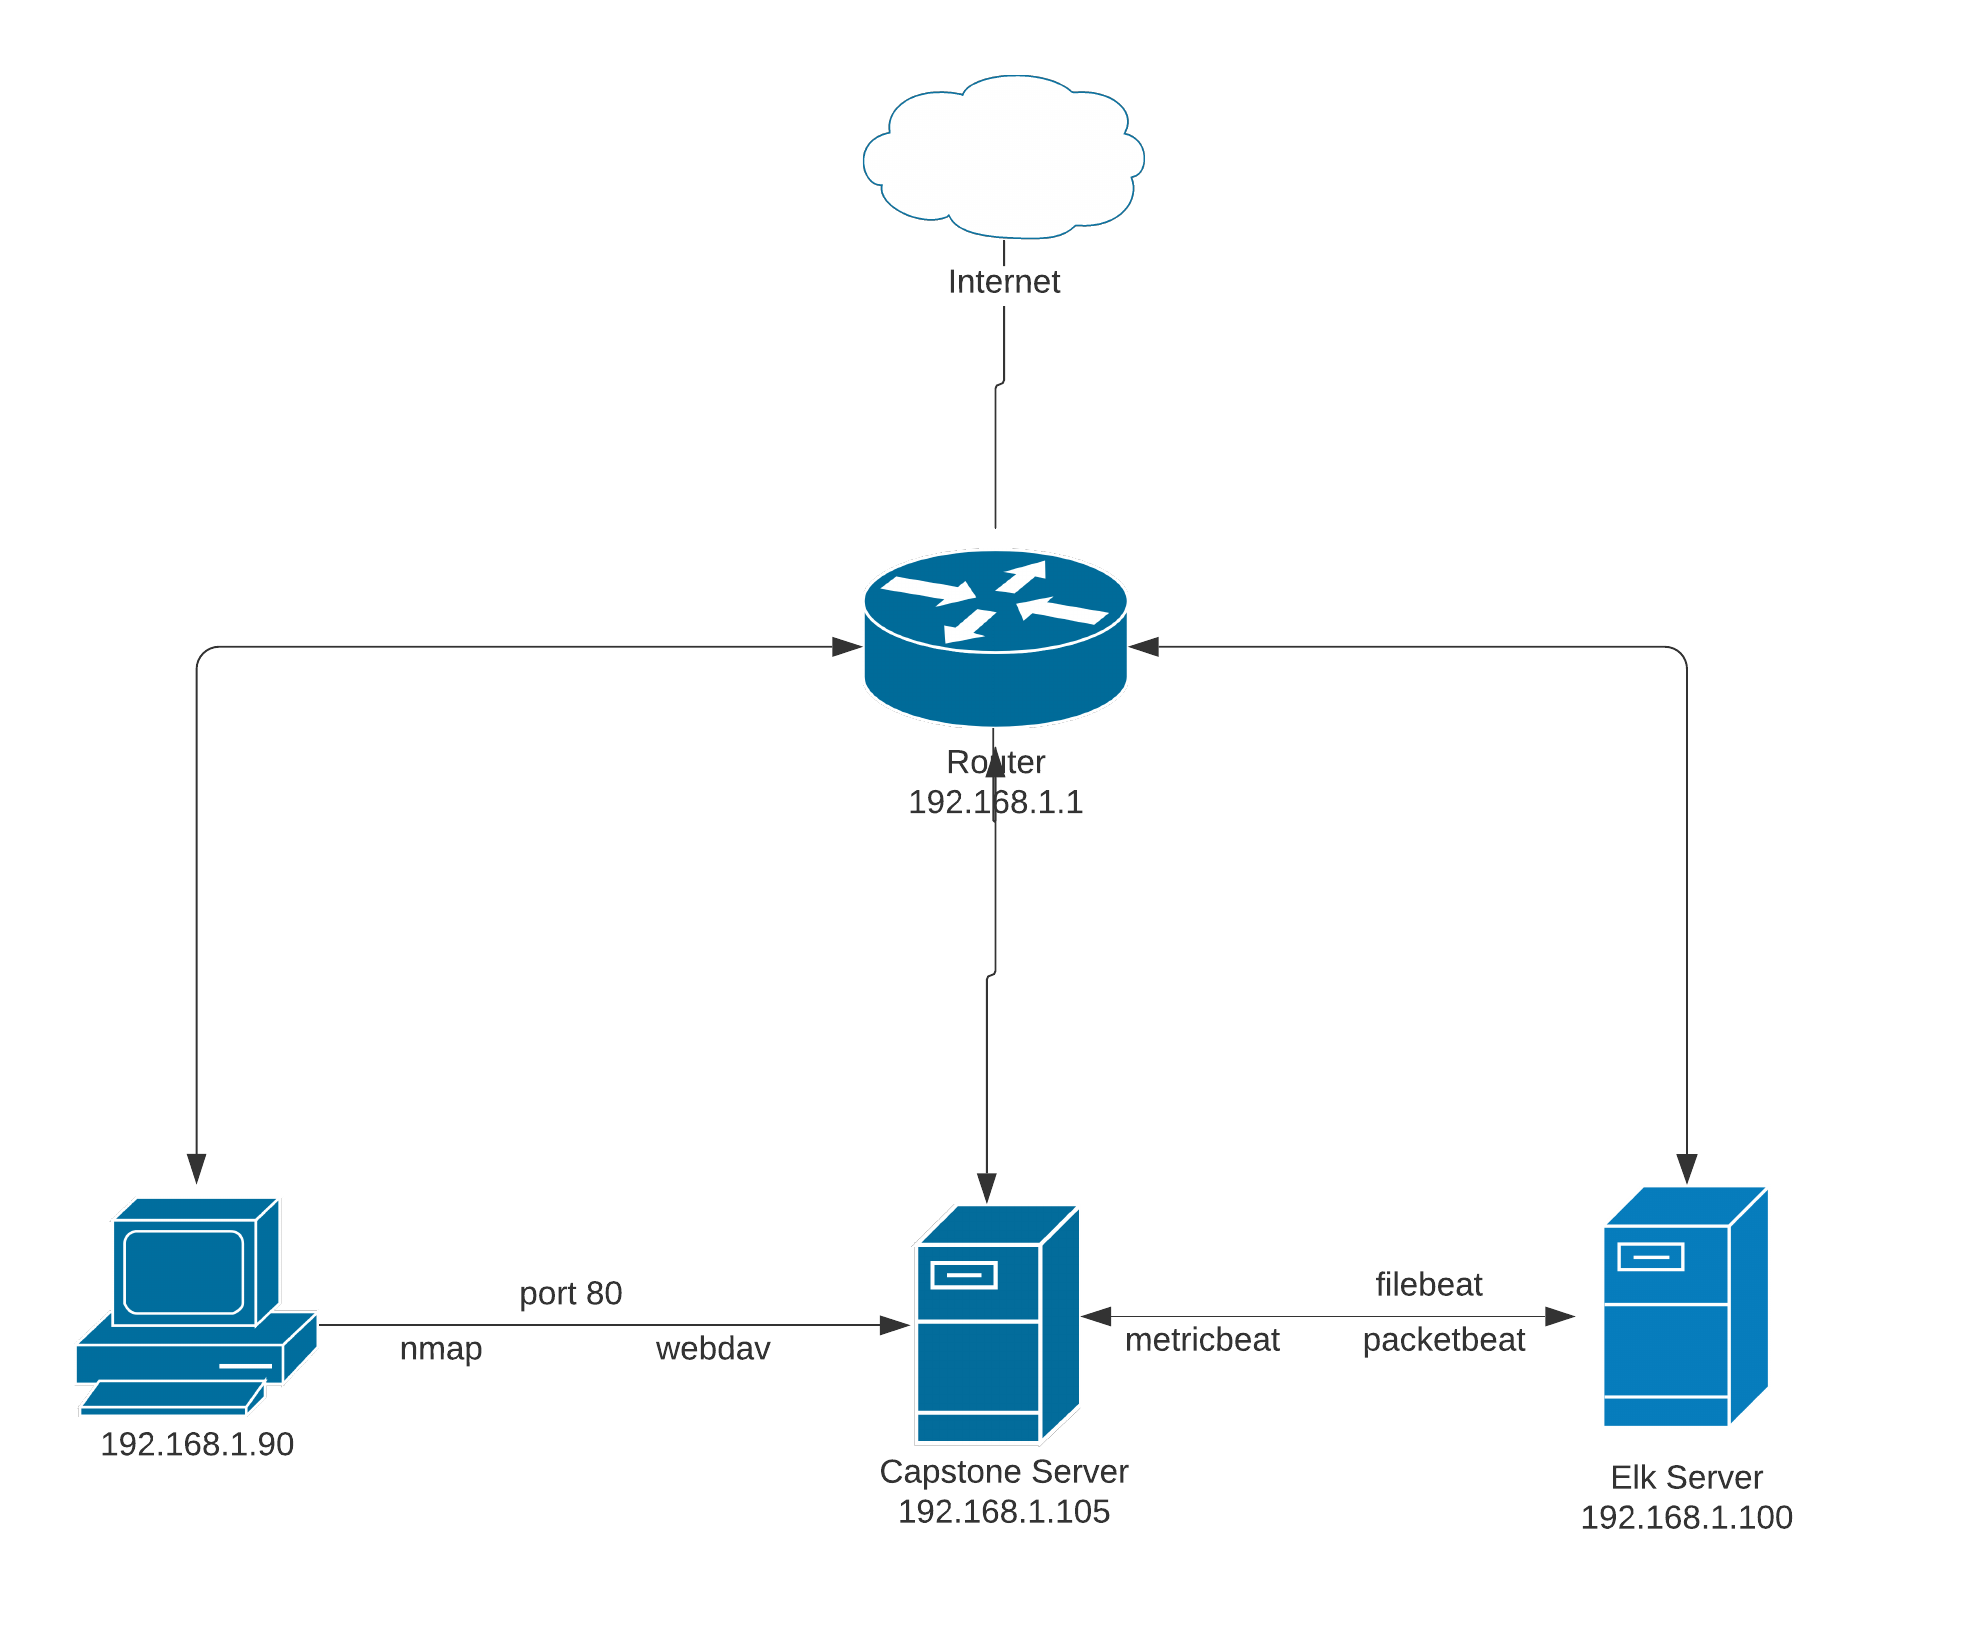 Internet
Router
192.168.1.1
port 80
nmap
webdav
filebeat
metricbeat
packetbeat
192.168.1.90
Capstone Server
192.168.1.105
Elk Server
192.168.1.100